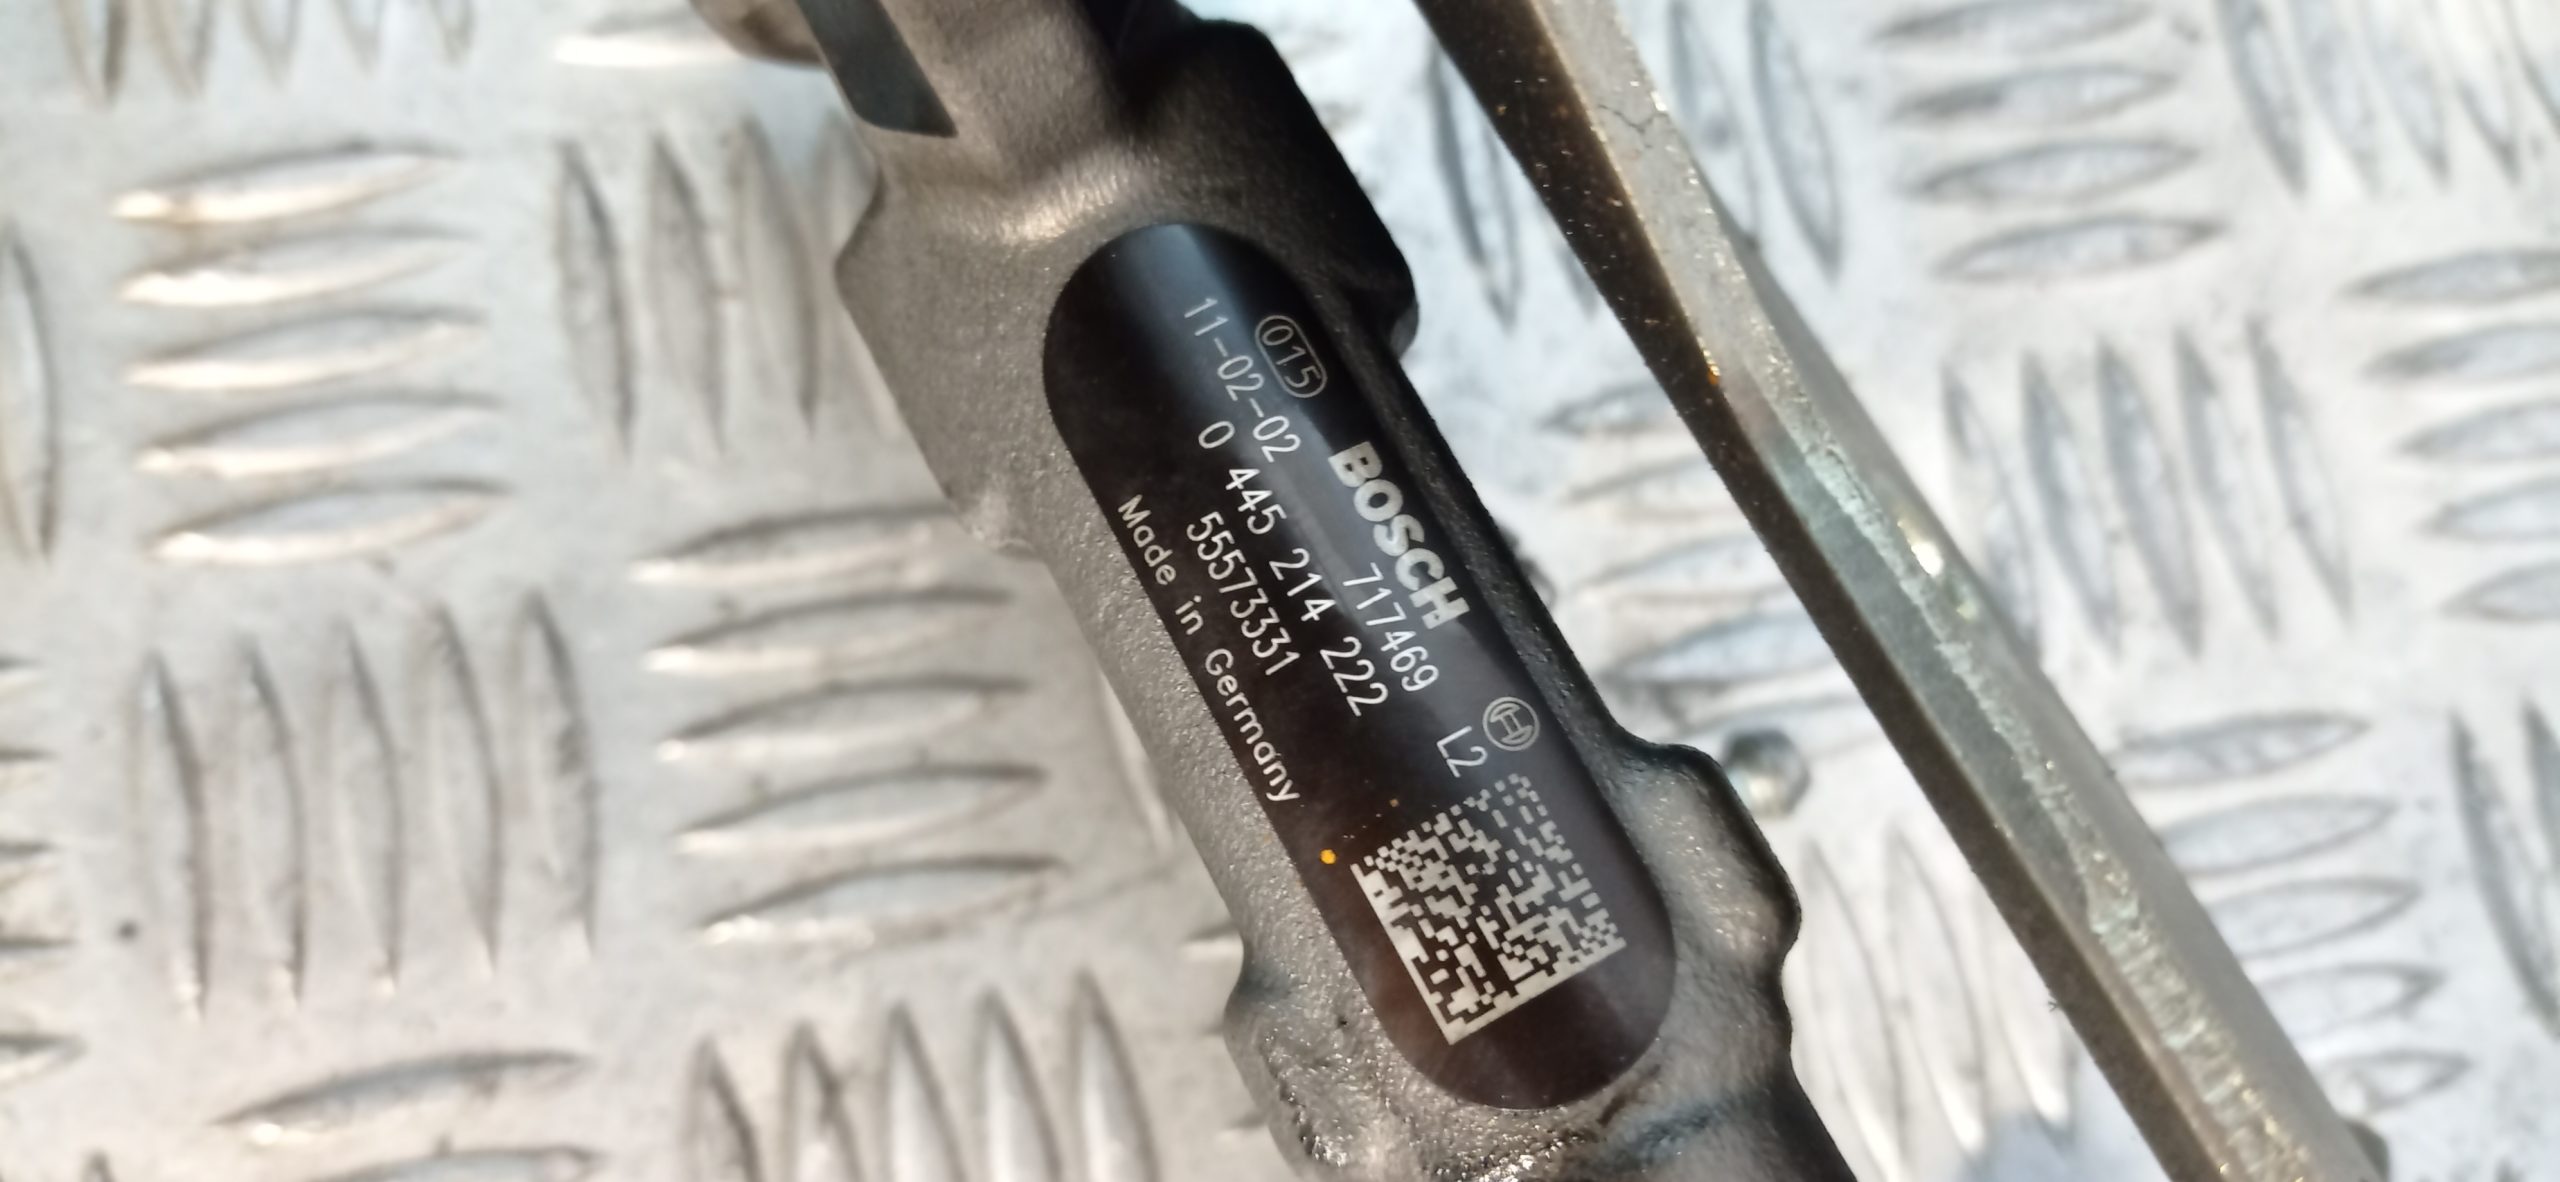 BOSCH
015
717469 L2
11-02-02
0 445 214 222
55573331
Made in Germany